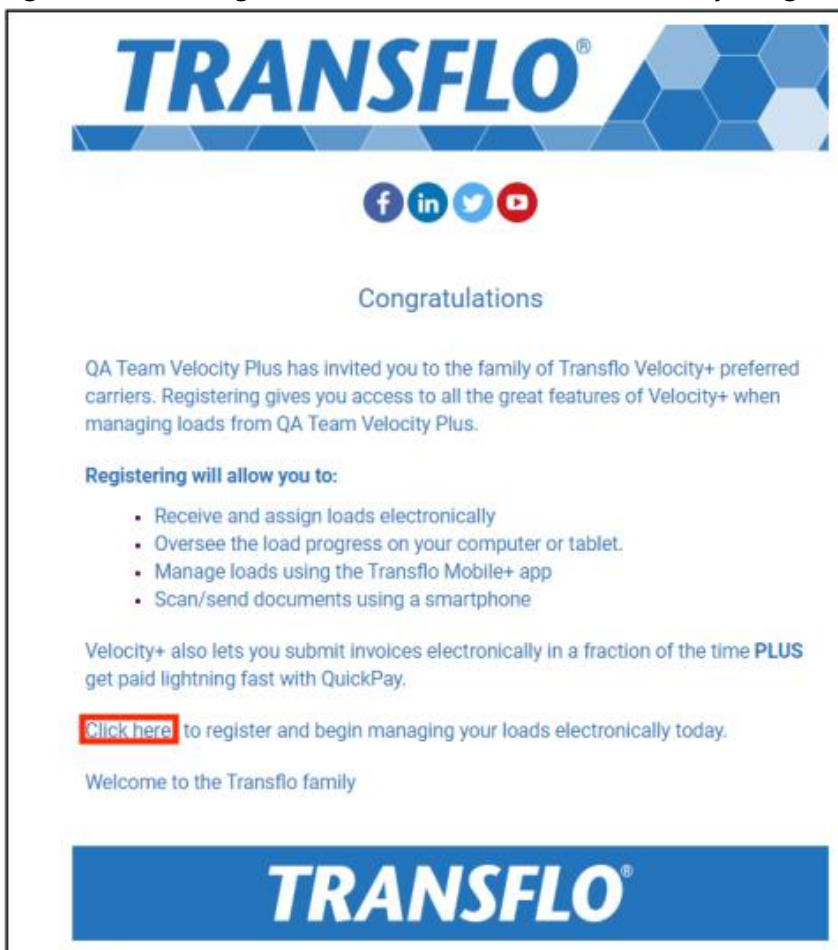 TRANSFLO®
f in
Congratulations
QA Team Velocity Plus has invited you to the family of Transflo Velocity+ preferred
carriers. Registering gives you access to all the great features of Velocity+ when
managing loads from QA Team Velocity Plus.
Registering will allow you to:
• Receive and assign loads electronically
• Oversee the load progress on your computer or tablet.
• Manage loads using the Transflo Mobile+ app
• Scan/send documents using a smartphone
Velocity+ also lets you submit invoices electronically in a fraction of the time PLUS
get paid lightning fast with QuickPay.
Click here to register and begin managing your loads electronically today.
Welcome to the Transflo family
TRANSFLO®